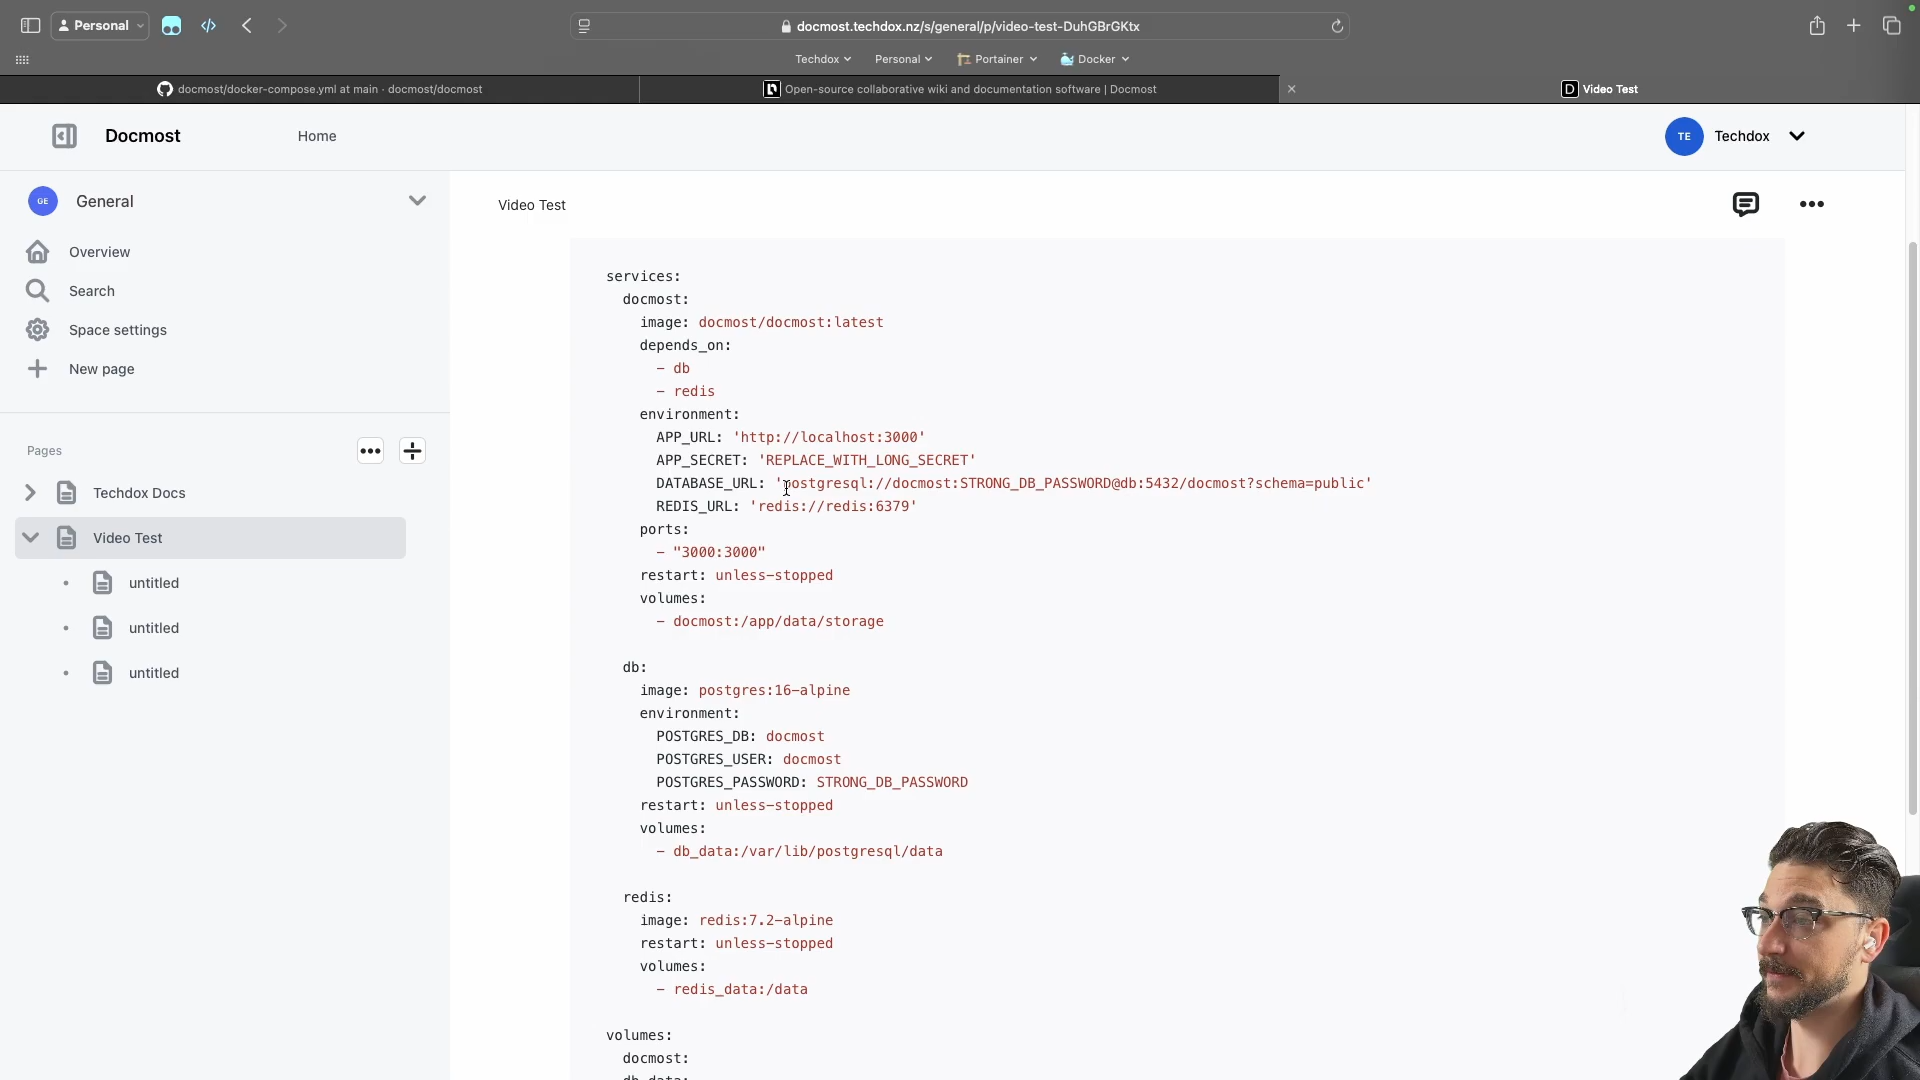 Personal
docmost.techdox.nz/s/general/p/video-test-DuhGBrGKtx
Techdox
Personal
Portainer
Docker
docmost/docker-compose.yml at main · docmost/docmost
Open-source collaborative wiki and documentation software | Docmost
D
Video Test
Docmost
Home
TE
Techdox
GE
General
Video Test
Overview
Search
Space settings
New page
Pages
Techdox Docs
Video Test
untitled
untitled
untitled
services:
docmost:
image: docmost/docmost:latest
depends_on:
- db
- redis
environment:
APP_URL: 'http://localhost:3000'
APP_SECRET: 'REPLACE_WITH_LONG_SECRET'
DATABASE_URL: 'postgresql://docmost:STRONG_DB_PASSWORD@db:5432/docmost?schema=public'
REDIS_URL: 'redis://redis:6379'
ports:
- "3000:3000"
restart: unless-stopped
volumes:
- docmost:/app/data/storage
db:
image: postgres:16-alpine
environment:
POSTGRES_DB: docmost
POSTGRES_USER: docmost
POSTGRES_PASSWORD: STRONG_DB_PASSWORD
restart: unless-stopped
volumes:
- db_data:/var/lib/postgresql/data
redis:
image: redis:7.2-alpine
restart: unless-stopped
volumes:
- redis_data:/data
volumes:
docmost:
db_data: